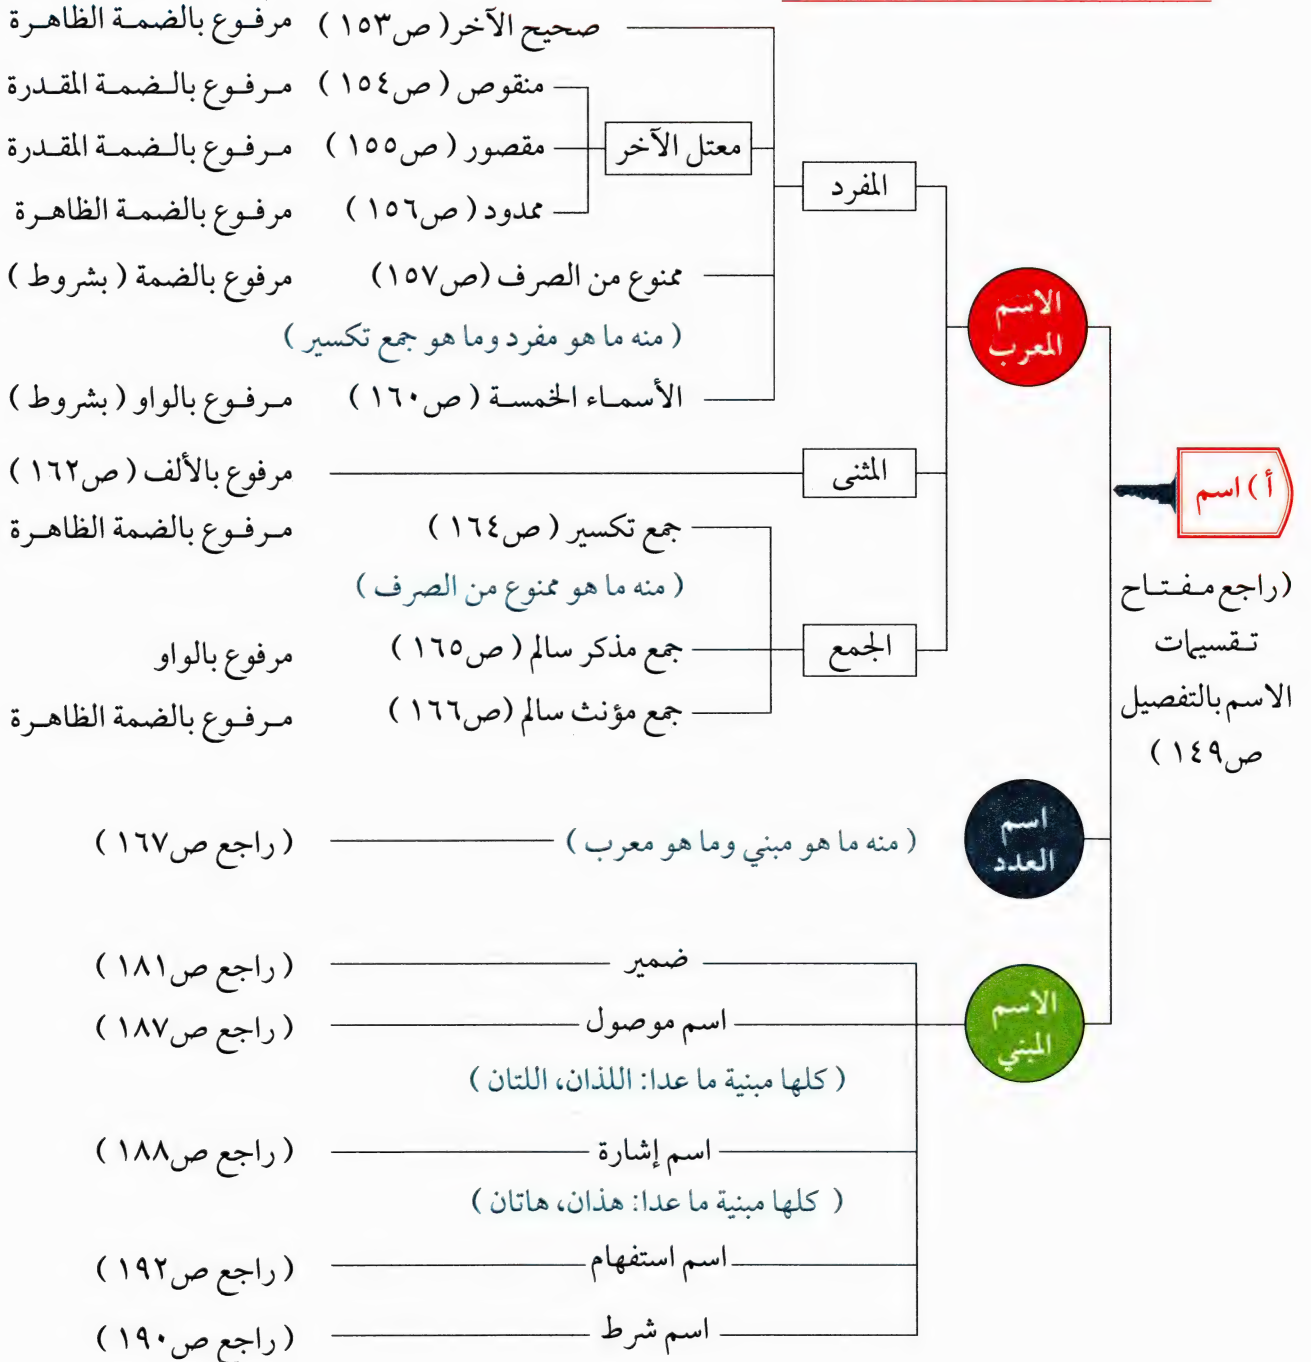 صحيح الآخر ( ص١٥٣ ) مرفوع بالضمة الظاهرة
منقوص ( ص١٥٤ ) مرفوع بالضمة المقدرة
معتل الآخر مقصور ( ص١٥٥ ) مرفوع بالضمة المقدرة
المفرد
ممدود ( ص١٥٦ ) مرفوع بالضمة الظاهرة
ممنوع من الصرف (ص١٥٧) مرفوع بالضمة ( بشروط )
( منه ما هو مفرد وما هو جمع تكسير )
الاسم
المعرب
الأسماء الخمسة ( ص١٦٠ ) مرفوع بالواو ( بشروط )
المثنى مرفوع بالألف ( ص١٦٢ )
أ ) اسم
جمع تكسير ( ص١٦٤ ) مرفوع بالضمة الظاهرة
( منه ما هو ممنوع من الصرف )
(راجع مفتاح
تقسيمات
الاسم بالتفصيل
ص١٤٩ )
الجمع جمع مذكر سالم ( ص١٦٥ ) مرفوع بالواو
جمع مؤنث سالم (ص١٦٦ ) مرفوع بالضمة الظاهرة
اسم
العدد
( منه ما هو مبني وما هو معرب ) ( راجع ص١٦٧ )
الاسم
المبني
ضمير ( راجع ص١٨١ )
اسم موصول ( راجع ص١٨٧ )
( كلها مبنية ما عدا: اللذان، اللتان )
اسم إشارة ( راجع ص١٨٨ )
( كلها مبنية ما عدا: هذان، هاتان )
اسم استفهام ( راجع ص١٩٢ )
اسم شرط ( راجع ص١٩٠ )